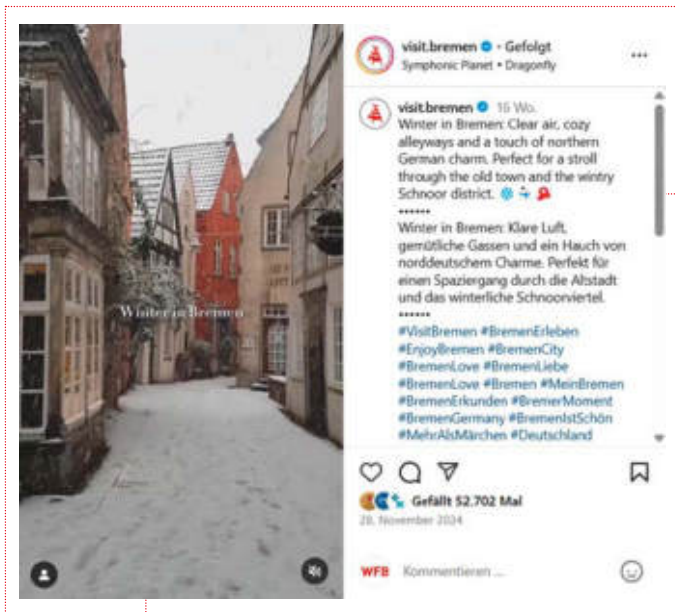 Winter in Bremen
visit.bremen • Gefolgt
Symphonic Planet • Dragonfly
visit.bremen 16 Wo.
Winter in Bremen: Clear air, cozy
alleyways and a touch of northern
German charm. Perfect for a stroll
through the old town and the wintry
Schnoor district.
••••••
Winter in Bremen: Klare Luft,
gemütliche Gassen und ein Hauch von
norddeutschem Charme. Perfekt für
einen Spaziergang durch die Altstadt
und das winterliche Schnoorviertel.
••••••
#VisitBremen #BremenErleben
#EnjoyBremen #BremenCity
#BremenLove #BremenLiebe
#BremenLove #Bremen #MeinBremen
#BremenErkunden #BremerMoment
#BremenGermany #BremenIstSchön
#MehrAlsMärchen #Deutschland
Gefällt 52.702 Mal
28. November 2024
WFB Kommentieren ...